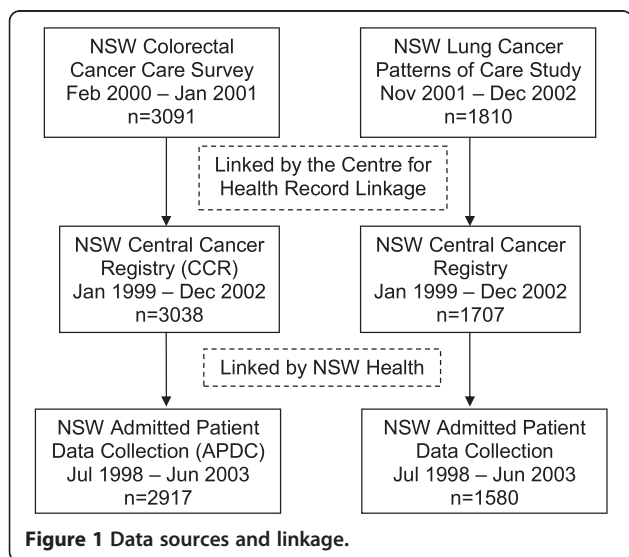 NSW Colorectal
Cancer Care Survey
Feb 2000 – Jan 2001
n=3091
NSW Lung Cancer
Patterns of Care Study
Nov 2001 – Dec 2002
n=1810
Linked by the Centre for
Health Record Linkage
NSW Central Cancer
Registry (CCR)
Jan 1999 – Dec 2002
n=3038
NSW Central Cancer
Registry
Jan 1999 – Dec 2002
n=1707
Linked by NSW Health
NSW Admitted Patient
Data Collection (APDC)
Jul 1998 – Jun 2003
n=2917
NSW Admitted Patient
Data Collection
Jul 1998 – Jun 2003
n=1580
Figure 1 Data sources and linkage.